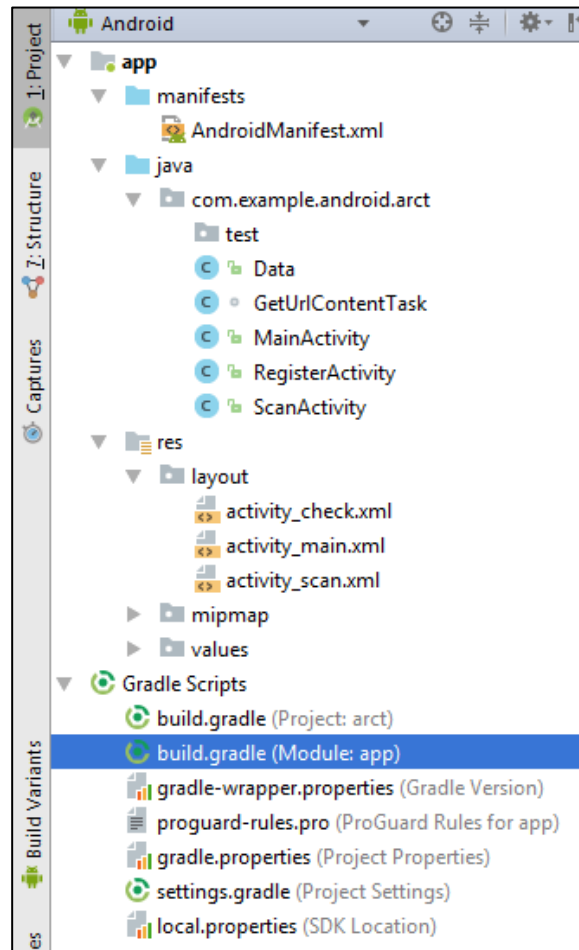 Android
app
manifests
AndroidManifest.xml
java
com.example.android.arct
test
C Data
C GetUrlContentTask
C MainActivity
C RegisterActivity
C ScanActivity
res
layout
activity_check.xml
activity_main.xml
activity_scan.xml
mipmap
values
Gradle Scripts
build.gradle (Project: arct)
build.gradle (Module: app)
gradle-wrapper.properties (Gradle Version)
proguard-rules.pro (ProGuard Rules for app)
gradle.properties (Project Properties)
settings.gradle (Project Settings)
local.properties (SDK Location)
1: Project
7: Structure
Captures
Build Variants